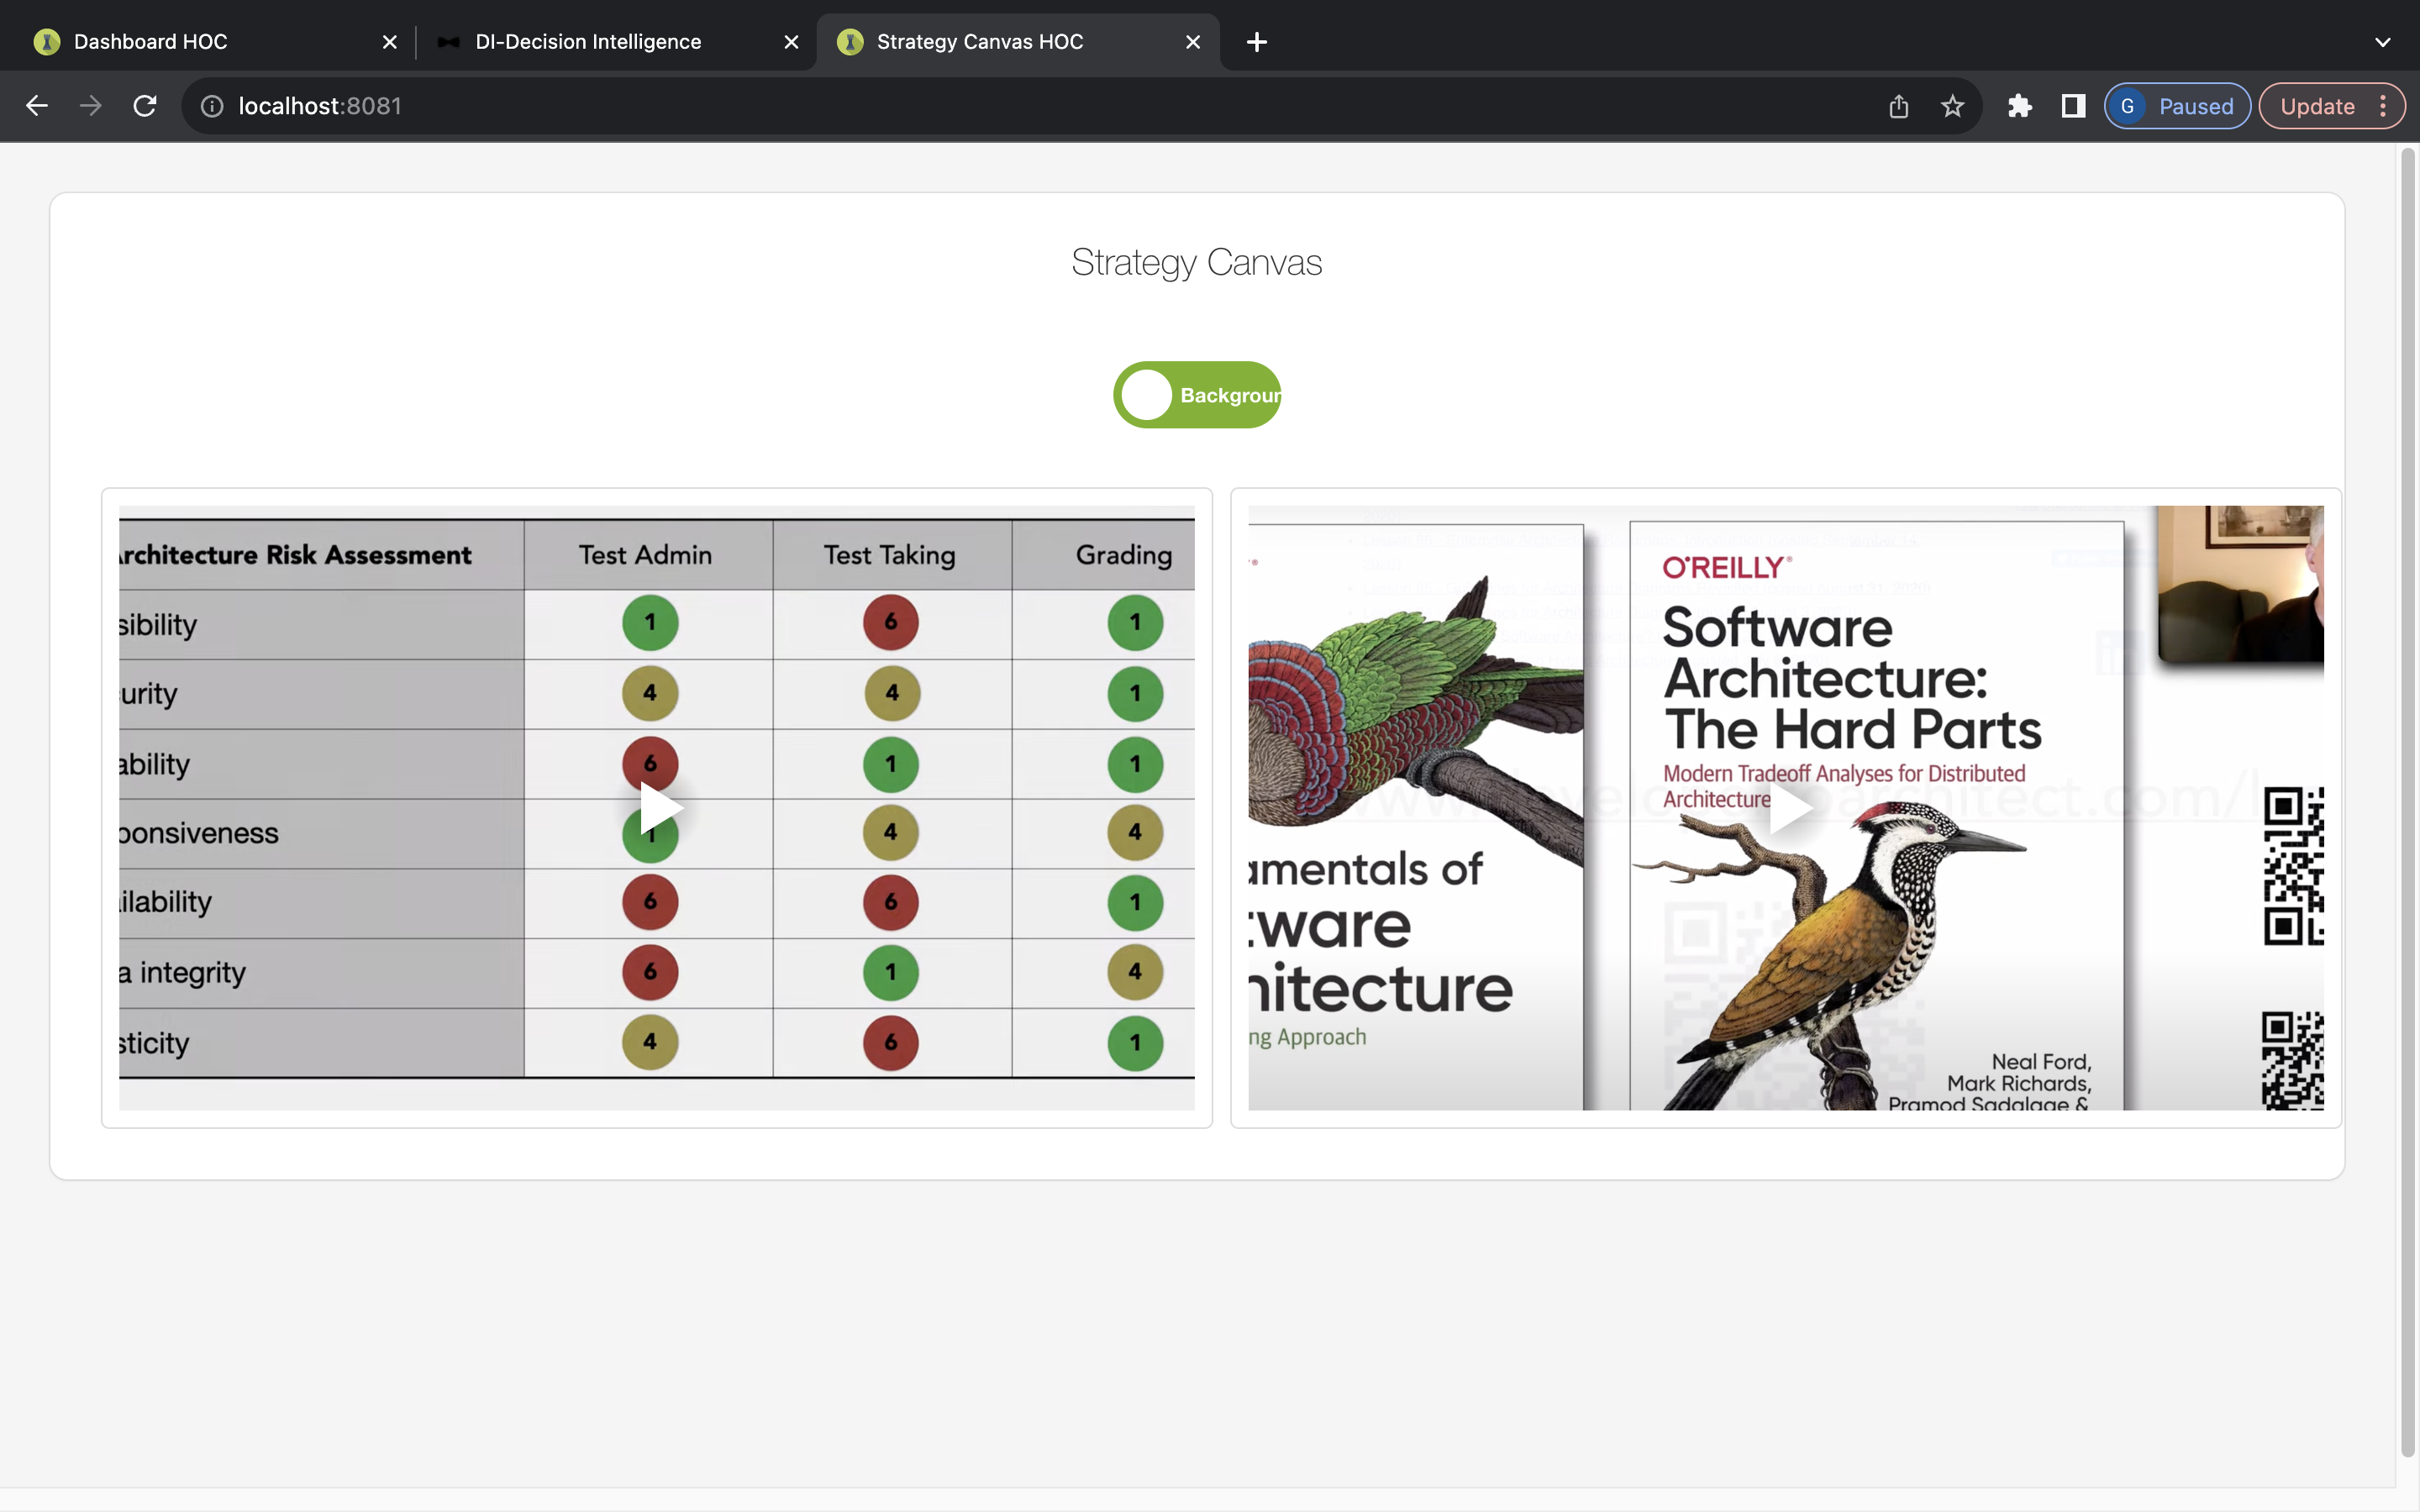 Dashboard HOC
DI-Decision Intelligence
Strategy Canvas HOC
localhost:8081
G
Paused
Update
Strategy Canvas
Backgroun
rchitecture Risk Assessment Test Admin Test Taking Grading
sibility 1 6 1
urity 4 4 1
ability 6 1 1
ponsiveness 1 4 4
ilability 6 6 1
a integrity 6 1 4
sticity 4 6 1
amentals of
tware
hitecture
ng Approach
O'REILLY®
Software
Architecture:
The Hard Parts
Modern Tradeoff Analyses for Distributed
Architecture
Neal Ford,
Mark Richards,
Pramod Sadalage &